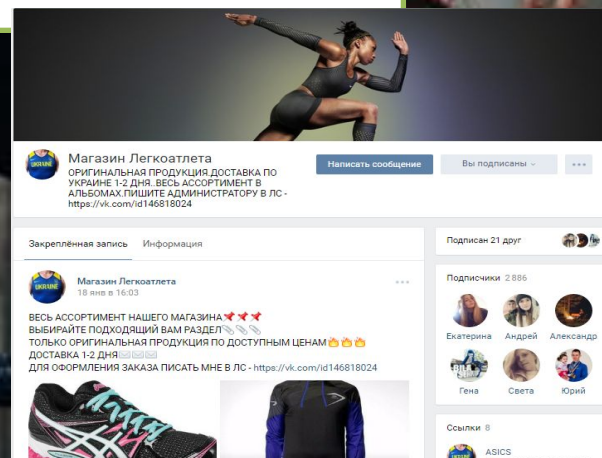 Магазин Легкоатлета
ОРИГИНАЛЬНАЯ ПРОДУКЦИЯ.ДОСТАВКА ПО
УКРАИНЕ 1-2 ДНЯ..ВЕСЬ АССОРТИМЕНТ В
АЛЬБОМАХ.ПИШИТЕ АДМИНИСТРАТОРУ В ЛС -
https://vk.com/id146818024
Написать сообщение
Вы подписаны
UKRAINE
Закреплённая запись Информация
Магазин Легкоатлета
18 янв в 16:03
UKRAINE
ВЕСЬ АССОРТИМЕНТ НАШЕГО МАГАЗИНА📌📌📌
ВЫБИРАЙТЕ ПОДХОДЯЩИЙ ВАМ РАЗДЕЛ📎📎📎
ТОЛЬКО ОРИГИНАЛЬНАЯ ПРОДУКЦИЯ ПО ДОСТУПНЫМ ЦЕНАМ🔥🔥🔥
ДОСТАВКА 1-2 ДНЯ✉✉✉
ДЛЯ ОФОРМЛЕНИЯ ЗАКАЗА ПИСАТЬ МНЕ В ЛС - https://vk.com/id146818024
Подписан 21 друг
Подписчики 2 886
Екатерина Андрей Александр
Гена Света Юрий
Ссылки 8
ASICS